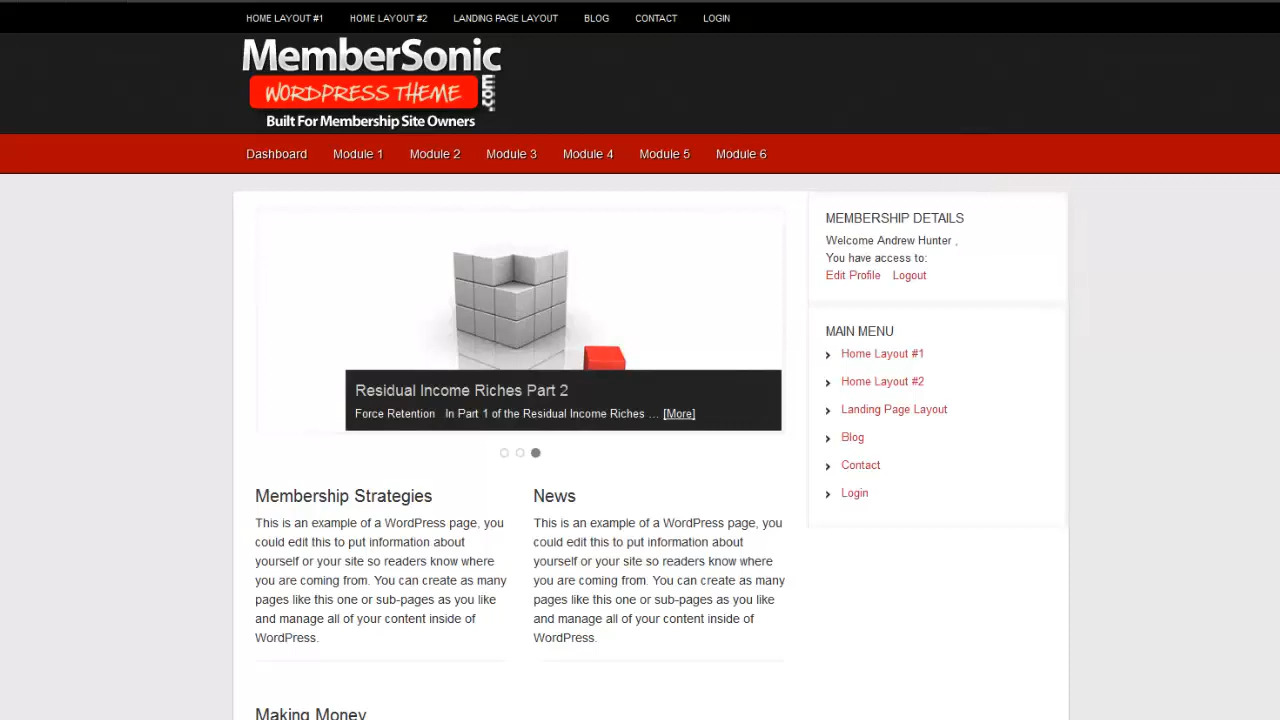 HOME LAYOUT #1 HOME LAYOUT #2 LANDING PAGE LAYOUT BLOG CONTACT LOGIN
MemberSonic
WORDPRESS THEME
.com
Built For Membership Site Owners
Dashboard Module 1 Module 2 Module 3 Module 4 Module 5 Module 6
Residual Income Riches Part 2
Force Retention In Part 1 of the Residual Income Riches ... [More]
Membership Strategies
This is an example of a WordPress page, you
could edit this to put information about
yourself or your site so readers know where
you are coming from. You can create as many
pages like this one or sub-pages as you like
and manage all of your content inside of
WordPress.
News
This is an example of a WordPress page, you
could edit this to put information about
yourself or your site so readers know where
you are coming from. You can create as many
pages like this one or sub-pages as you like
and manage all of your content inside of
WordPress.
Making Money
MEMBERSHIP DETAILS
Welcome Andrew Hunter ,
You have access to:
Edit Profile Logout
MAIN MENU
Home Layout #1
Home Layout #2
Landing Page Layout
Blog
Contact
Login